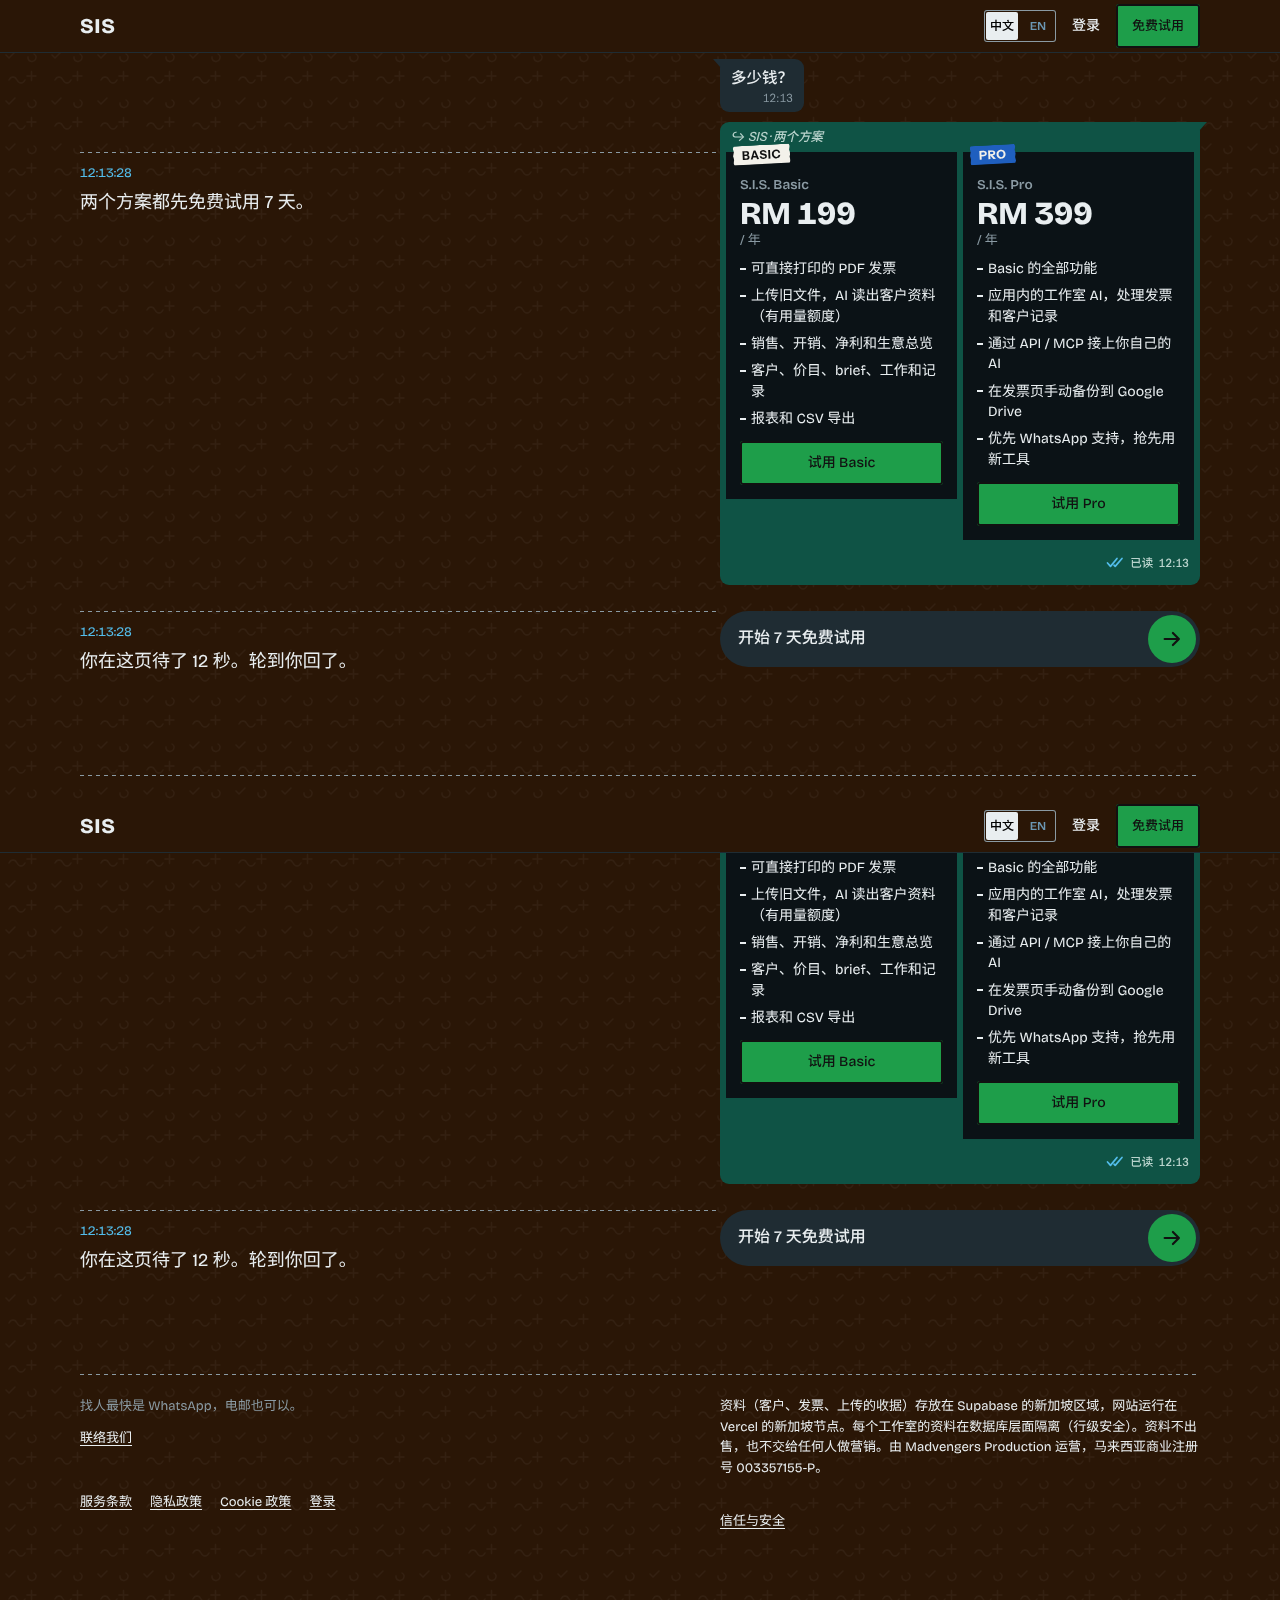 SIS
中文 EN 登录 免费试用
多少钱？
12:13
↪ SIS·两个方案
12:13:28
两个方案都先免费试用 7 天。
BASIC
S.I.S. Basic
RM 199
/ 年
– 可直接打印的 PDF 发票
– 上传旧文件，AI 读出客户资料
（有用量额度）
– 销售、开销、净利和生意总览
– 客户、价目、brief、工作和记
录
– 报表和 CSV 导出
试用 Basic
PRO
S.I.S. Pro
RM 399
/ 年
– Basic 的全部功能
– 应用内的工作室 AI，处理发票
和客户记录
– 通过 API / MCP 接上你自己的
AI
– 在发票页手动备份到 Google
Drive
– 优先 WhatsApp 支持，抢先用
新工具
试用 Pro
已读 12:13
12:13:28
你在这页待了 12 秒。轮到你回了。
开始 7 天免费试用
SIS
中文 EN 登录 免费试用
– 可直接打印的 PDF 发票
– 上传旧文件，AI 读出客户资料
（有用量额度）
– 销售、开销、净利和生意总览
– 客户、价目、brief、工作和记
录
– 报表和 CSV 导出
试用 Basic
– Basic 的全部功能
– 应用内的工作室 AI，处理发票
和客户记录
– 通过 API / MCP 接上你自己的
AI
– 在发票页手动备份到 Google
Drive
– 优先 WhatsApp 支持，抢先用
新工具
试用 Pro
已读 12:13
12:13:28
你在这页待了 12 秒。轮到你回了。
开始 7 天免费试用
找人最快是 WhatsApp，电邮也可以。
联络我们
服务条款 隐私政策 Cookie 政策 登录
资料（客户、发票、上传的收据）存放在 Supabase 的新加坡区域，网站运行在
Vercel 的新加坡节点。每个工作室的资料在数据库层面隔离（行级安全）。资料不出
售，也不交给任何人做营销。由 Madvengers Production 运营，马来西亚商业注册
号 003357155-P。
信任与安全